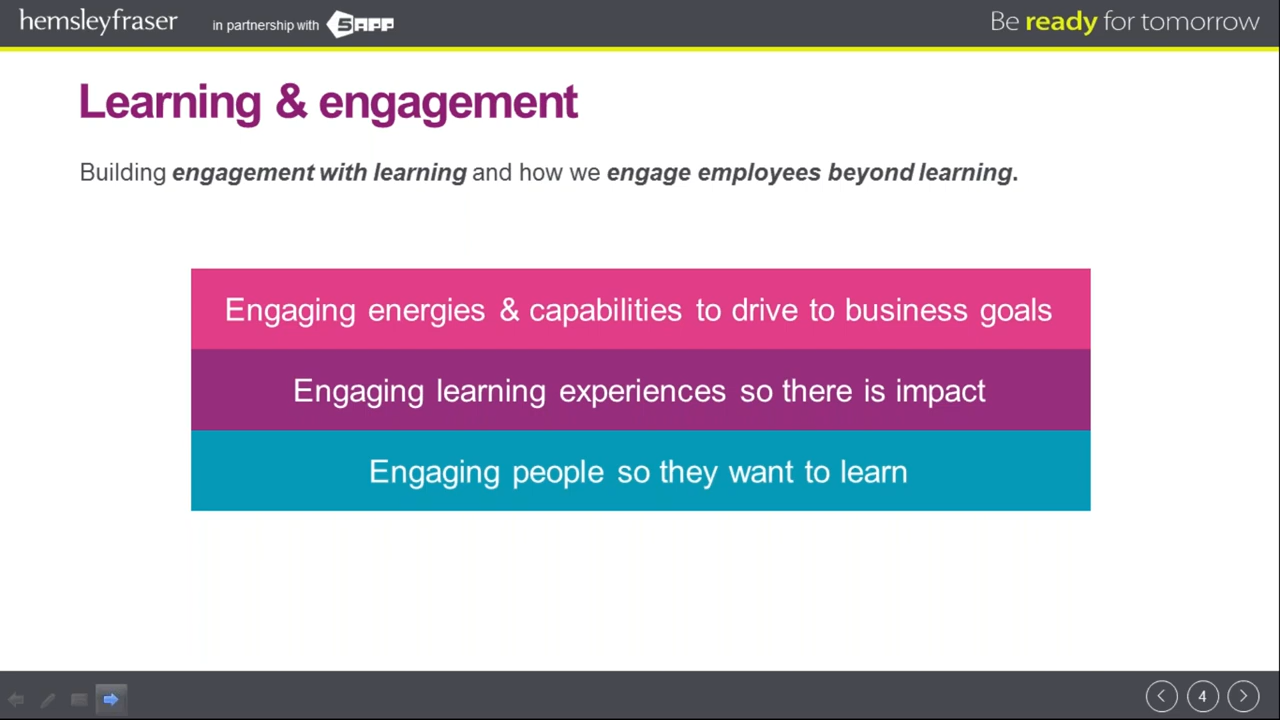 hemsleyfraser in partnership with 5APP Be ready for tomorrow
Learning & engagement
Building engagement with learning and how we engage employees beyond learning.
Engaging energies & capabilities to drive to business goals
Engaging learning experiences so there is impact
Engaging people so they want to learn
4